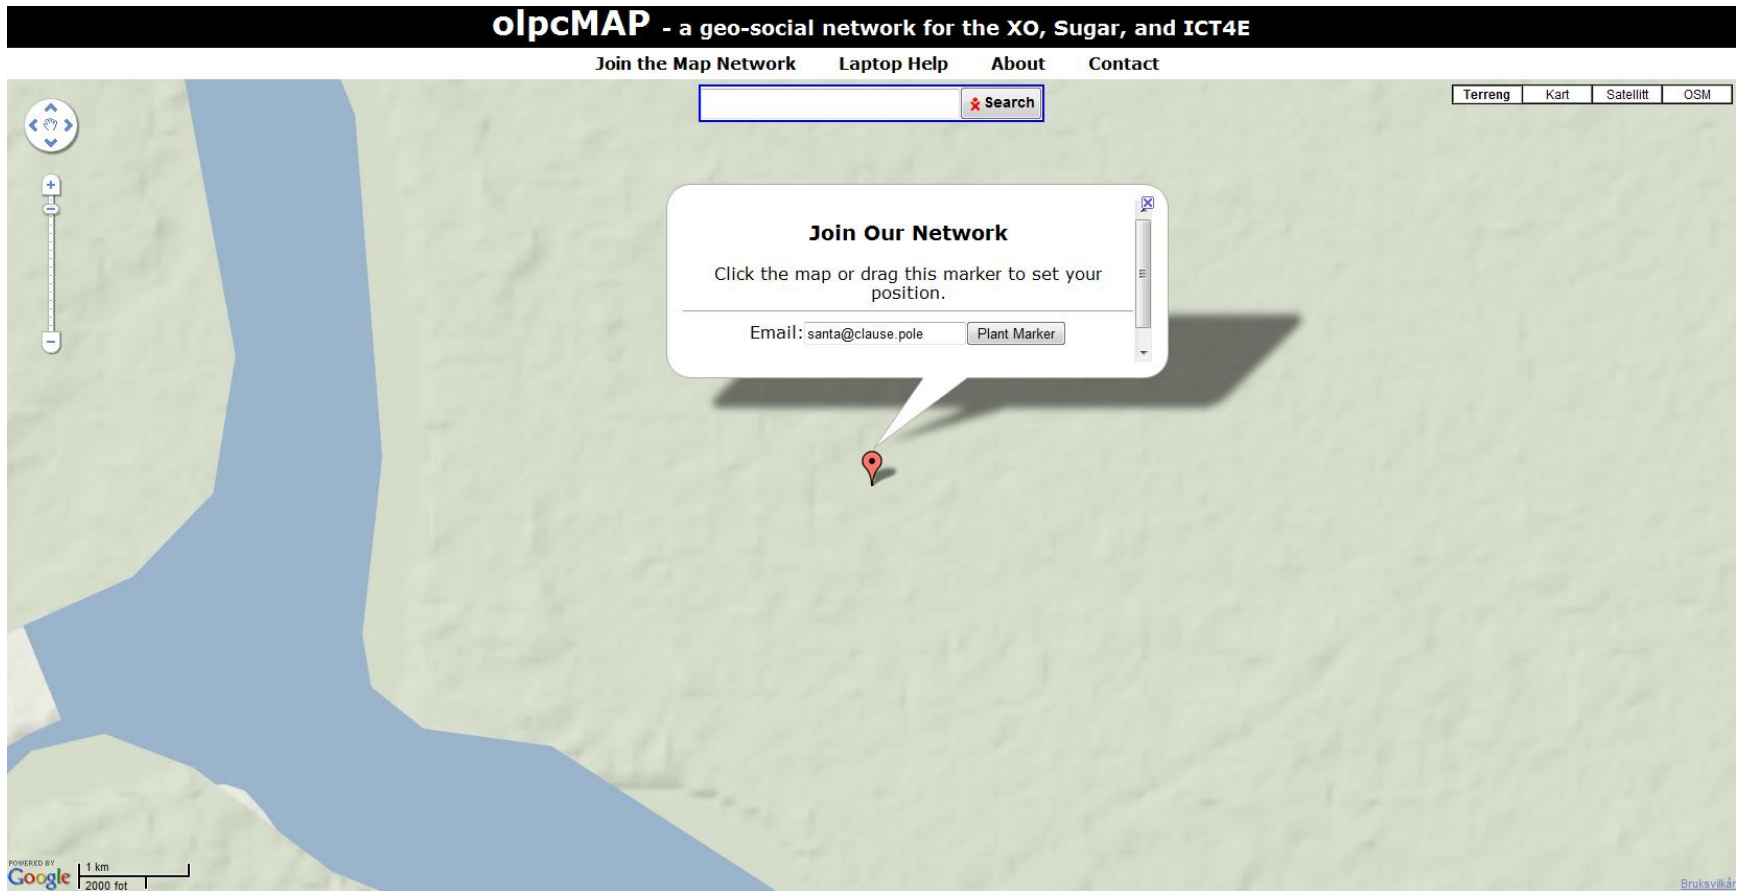 olpcMAP - a geo-social network for the XO, Sugar, and ICT4E
Join the Map Network Laptop Help About Contact
Search
Terreng Kart Satellitt OSM
Join Our Network
Click the map or drag this marker to set your
position.
Email: santa@clause.pole Plant Marker
POWERED BY
Google
1 km
2000 fot
Bruksvilkår